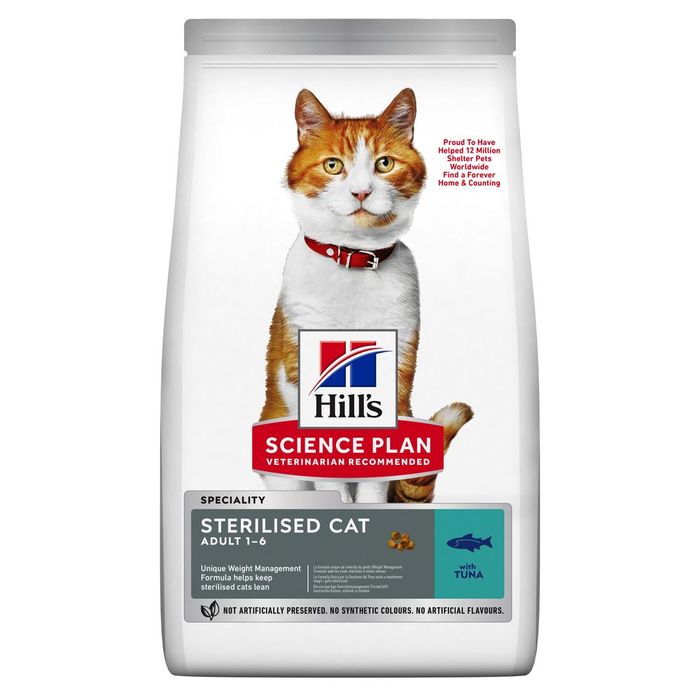 Proud To Have
Helped 12 Million
Shelter Pets
Worldwide
Find a Forever
Home & Counting
Hill's
SCIENCE PLAN
VETERINARIAN RECOMMENDED
SPECIALITY
STERILISED CAT
ADULT 1-6
Unique Weight Management
Formula helps keep
sterilised cats lean
with
TUNA
NOT ARTIFICIALLY PRESERVED. NO SYNTHETIC COLOURS. NO ARTIFICIAL FLAVOURS.